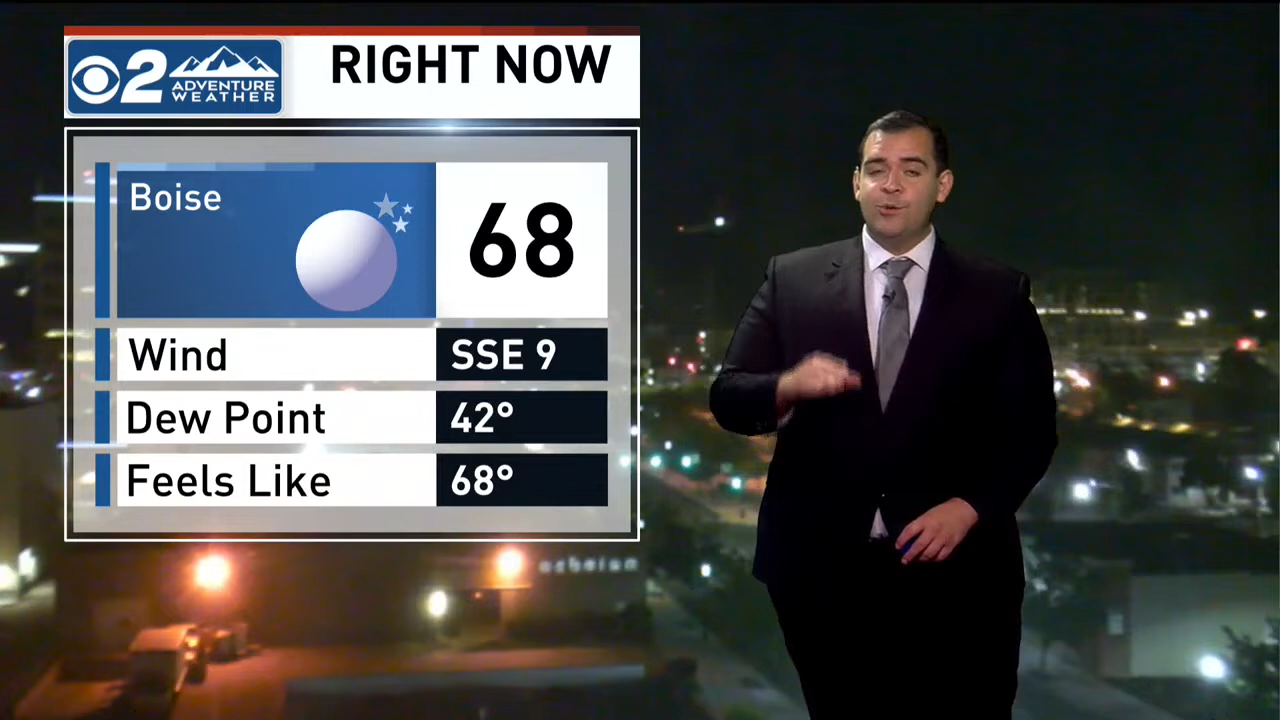 2 ADVENTURE
WEATHER
RIGHT NOW
Boise
68
Wind SSE 9
Dew Point 42°
Feels Like 68°